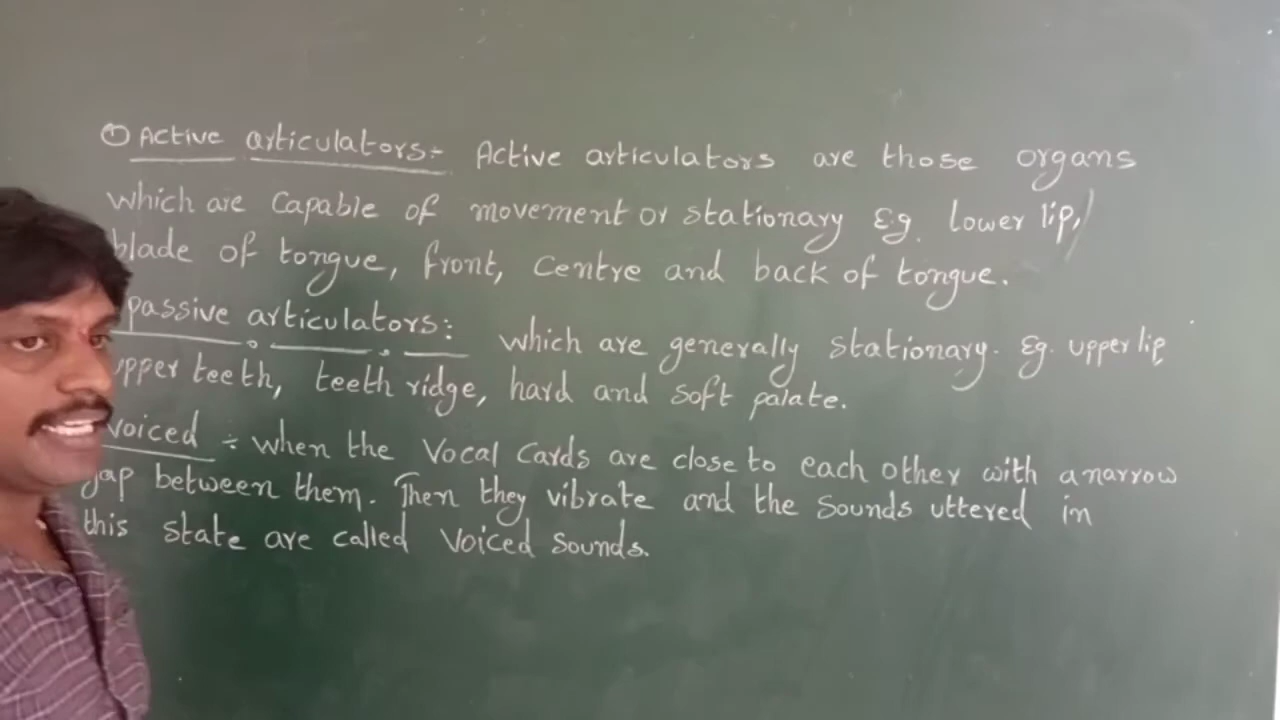 ① Active articulators:- Active articulators are those organs
which are capable of movement or stationary Eg. lower lip,
blade of tongue, front, centre and back of tongue.
passive articulators: which are generally stationary. Eg. upper lip,
upper teeth, teeth ridge, hard and soft palate.
Voiced ÷ when the Vocal Cards are close to each other with a narrow
gap between them. Then they vibrate and the Sounds uttered in
this state are called Voiced Sounds.